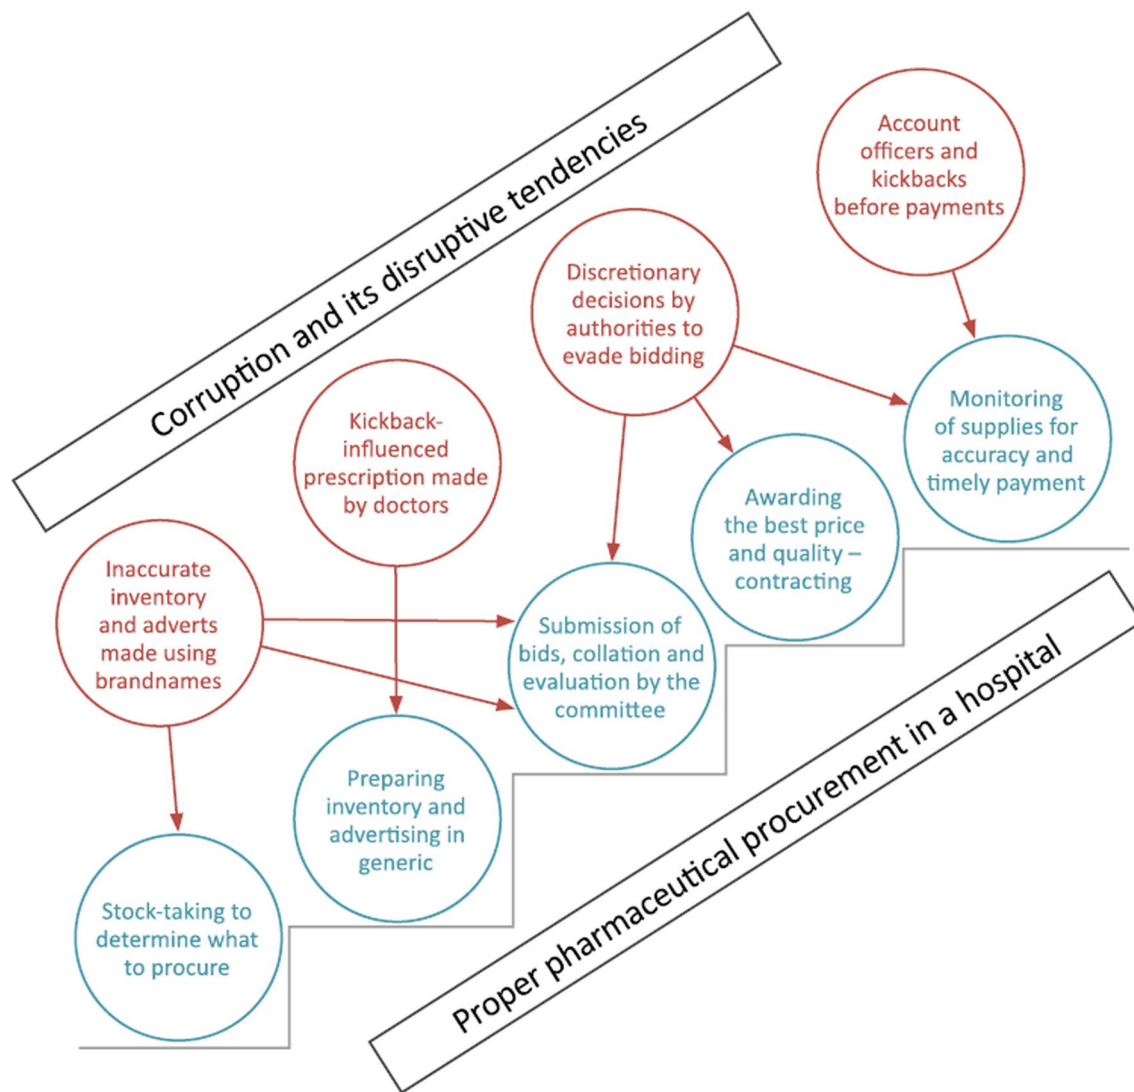 Corruption and its disruptive tendencies
Account
officers and
kickbacks
before payments
Discretionary
decisions by
authorities to
evade bidding
Kickback-
influenced
prescription made
by doctors
Inaccurate
inventory
and adverts
made using
brandnames
Monitoring
of supplies for
accuracy and
timely payment
Awarding
the best price
and quality –
contracting
Submission of
bids, collation and
evaluation by the
committee
Preparing
inventory and
advertising in
generic
Stock-taking to
determine what
to procure
Proper pharmaceutical procurement in a hospital